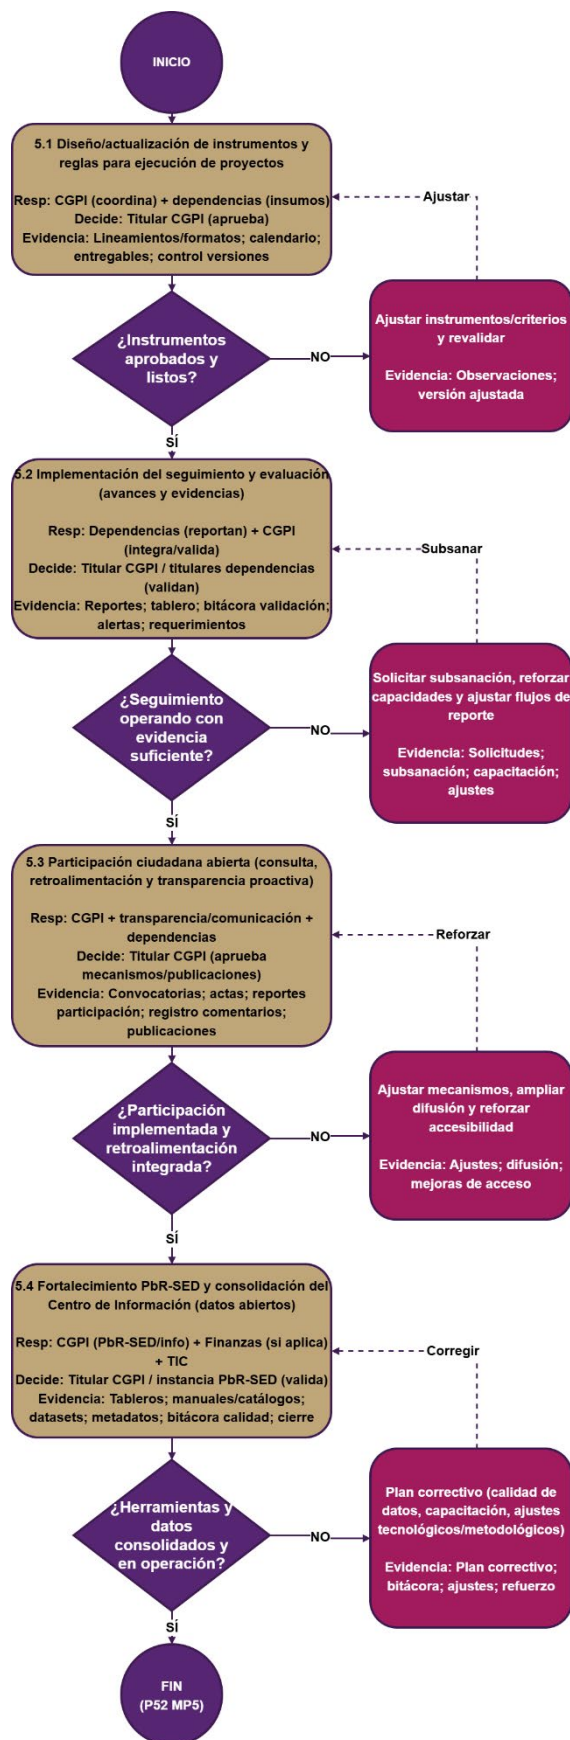 INICIO
5.1 Diseño/actualización de instrumentos y
reglas para ejecución de proyectos
Resp: CGPI (coordina) + dependencias (insumos)
Decide: Titular CGPI (aprueba)
Evidencia: Lineamientos/formatos; calendario;
entregables; control versiones
Ajustar
¿Instrumentos
aprobados y
listos?
NO
Ajustar instrumentos/criterios
y revalidar
Evidencia: Observaciones;
versión ajustada
SÍ
5.2 Implementación del seguimiento y evaluación
(avances y evidencias)
Resp: Dependencias (reportan) + CGPI
(integra/valida)
Decide: Titular CGPI / titulares dependencias
(validan)
Evidencia: Reportes; tablero; bitácora validación;
alertas; requerimientos
Subsanar
¿Seguimiento
operando con
evidencia
suficiente?
NO
Solicitar subsanación, reforzar
capacidades y ajustar flujos de
reporte
Evidencia: Solicitudes;
subsanación; capacitación;
ajustes
SÍ
5.3 Participación ciudadana abierta (consulta,
retroalimentación y transparencia proactiva)
Resp: CGPI + transparencia/comunicación +
dependencias
Decide: Titular CGPI (aprueba
mecanismos/publicaciones)
Evidencia: Convocatorias; actas; reportes
participación; registro comentarios;
publicaciones
Reforzar
¿Participación
implementada y
retroalimentación
integrada?
NO
Ajustar mecanismos, ampliar
difusión y reforzar
accesibilidad
Evidencia: Ajustes; difusión;
mejoras de acceso
SÍ
5.4 Fortalecimiento PbR-SED y consolidación del
Centro de Información (datos abiertos)
Resp: CGPI (PbR-SED/info) + Finanzas (si aplica)
+ TIC
Decide: Titular CGPI / instancia PbR-SED (valida)
Evidencia: Tableros; manuales/catálogos;
datasets; metadatos; bitácora calidad; cierre
Corregir
¿Herramientas y
datos
consolidados y
en operación?
NO
Plan correctivo (calidad de
datos, capacitación, ajustes
tecnológicos/metodológicos)
Evidencia: Plan correctivo;
bitácora; ajustes; refuerzo
SÍ
FIN
(P52 MP5)